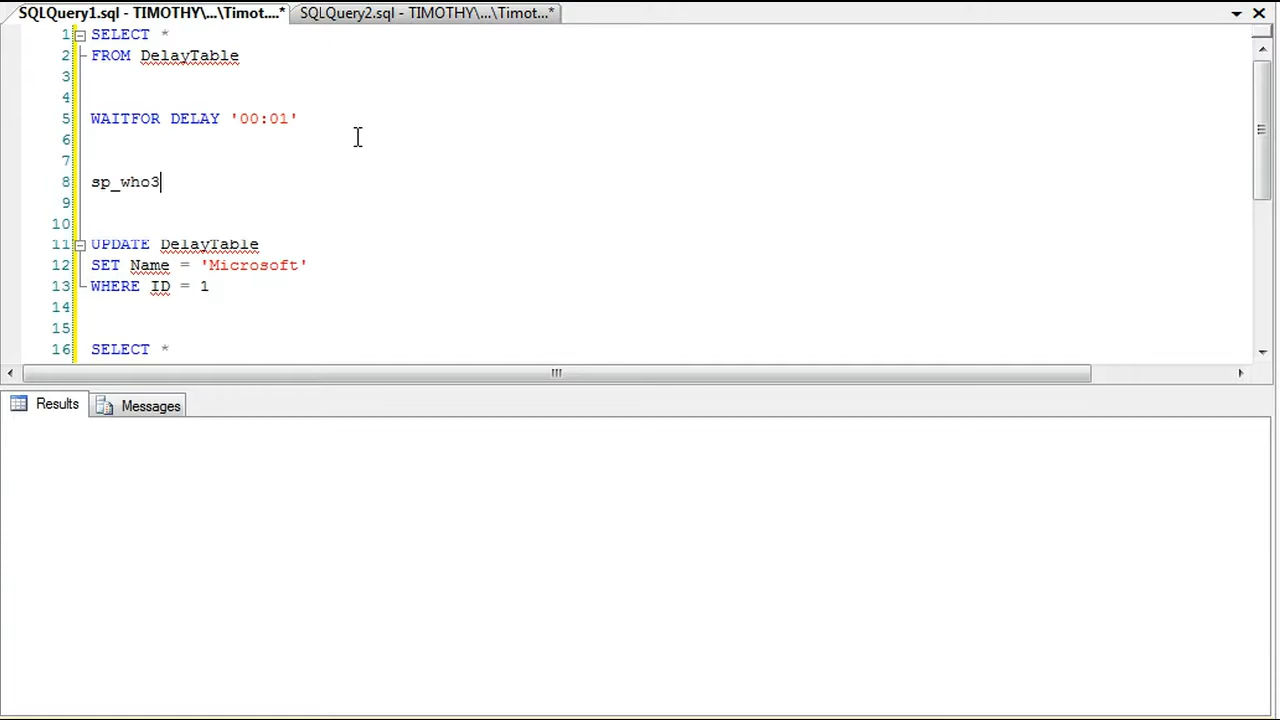 SQLQuery1.sql - TIMOTHY\...\Timot....* SQLQuery2.sql - TIMOTHY\...\Timot...*
1 SELECT *
2 FROM DelayTable
3
4
5 WAITFOR DELAY '00:01'
6
7
8 sp_who3
9
10
11 UPDATE DelayTable
12 SET Name = 'Microsoft'
13 WHERE ID = 1
14
15
16 SELECT *
Results Messages